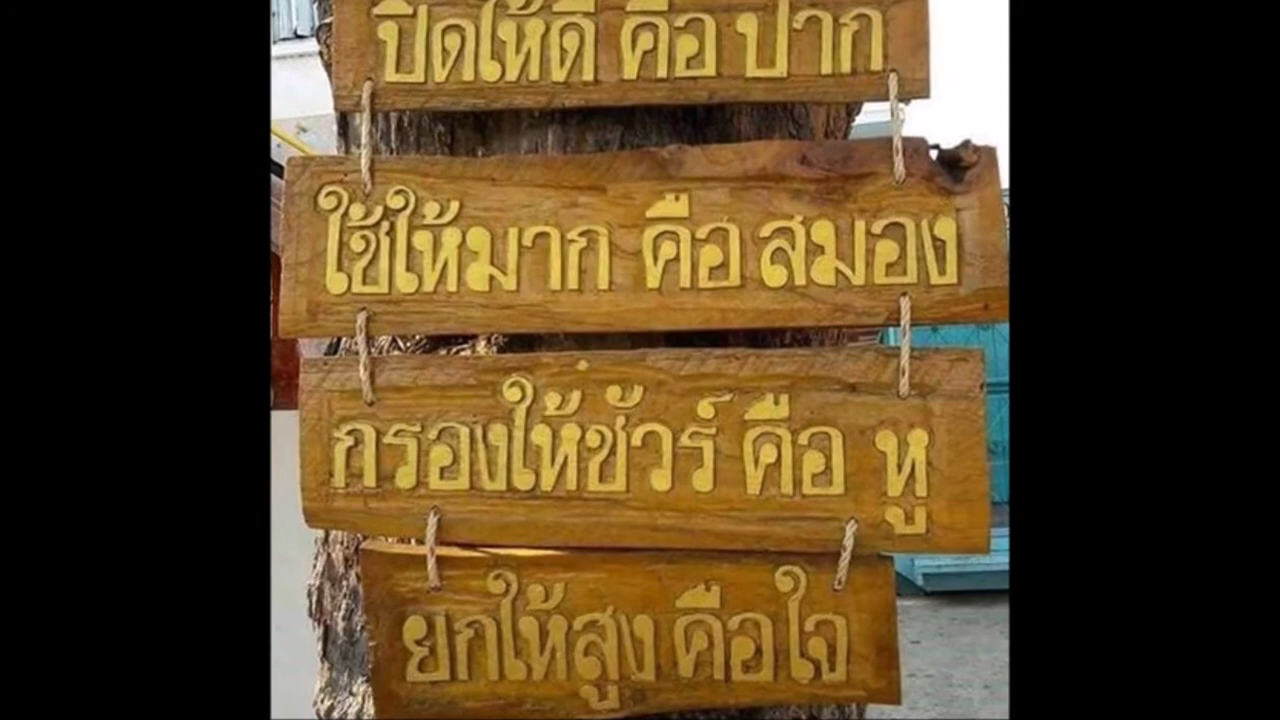 ปิดให้ดี คือ ปาก
ใช้ให้มาก คือ สมอง
กรองให้ชัวร์ คือ หู
ยกให้สูง คือ ใจ